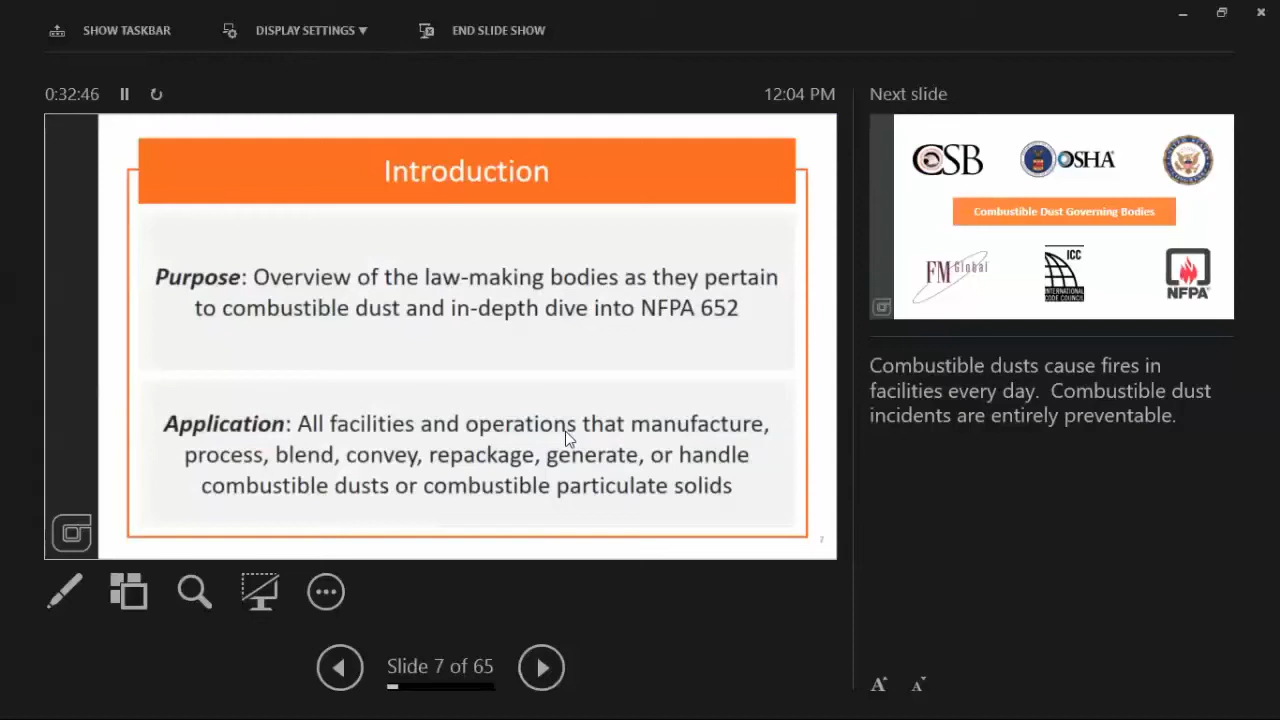 SHOW TASKBAR
DISPLAY SETTINGS
END SLIDE SHOW
0:32:46
12:04 PM
Introduction
Purpose: Overview of the law-making bodies as they pertain
to combustible dust and in-depth dive into NFPA 652
Application: All facilities and operations that manufacture,
process, blend, convey, repackage, generate, or handle
combustible dusts or combustible particulate solids
7
Slide 7 of 65
Next slide
CSB
OSHA
Combustible Dust Governing Bodies
FM Global
ICC
INTERNATIONAL
CODE COUNCIL
NFPA
Combustible dusts cause fires in
facilities every day. Combustible dust
incidents are entirely preventable.
A A